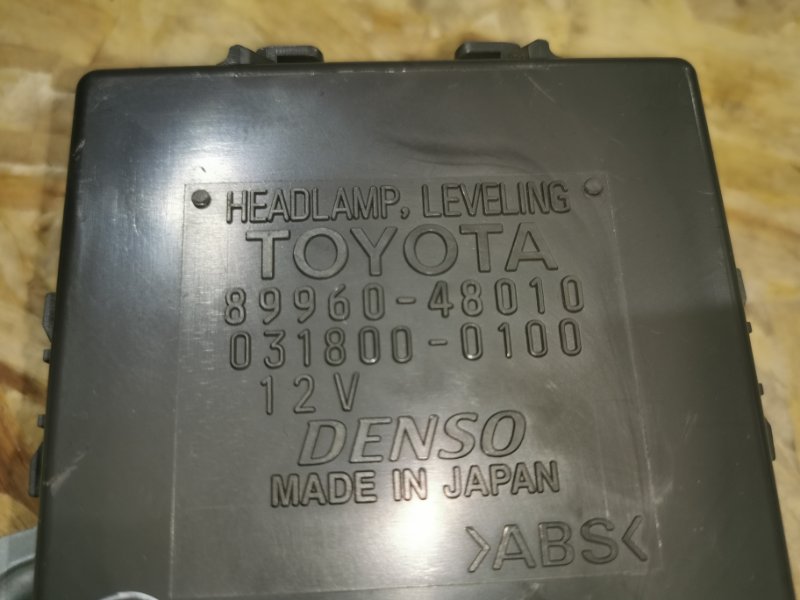 HEADLAMP, LEVELING
TOYOTA
89960-48010
031800-0100
12V
DENSO
MADE IN JAPAN
>ABS<